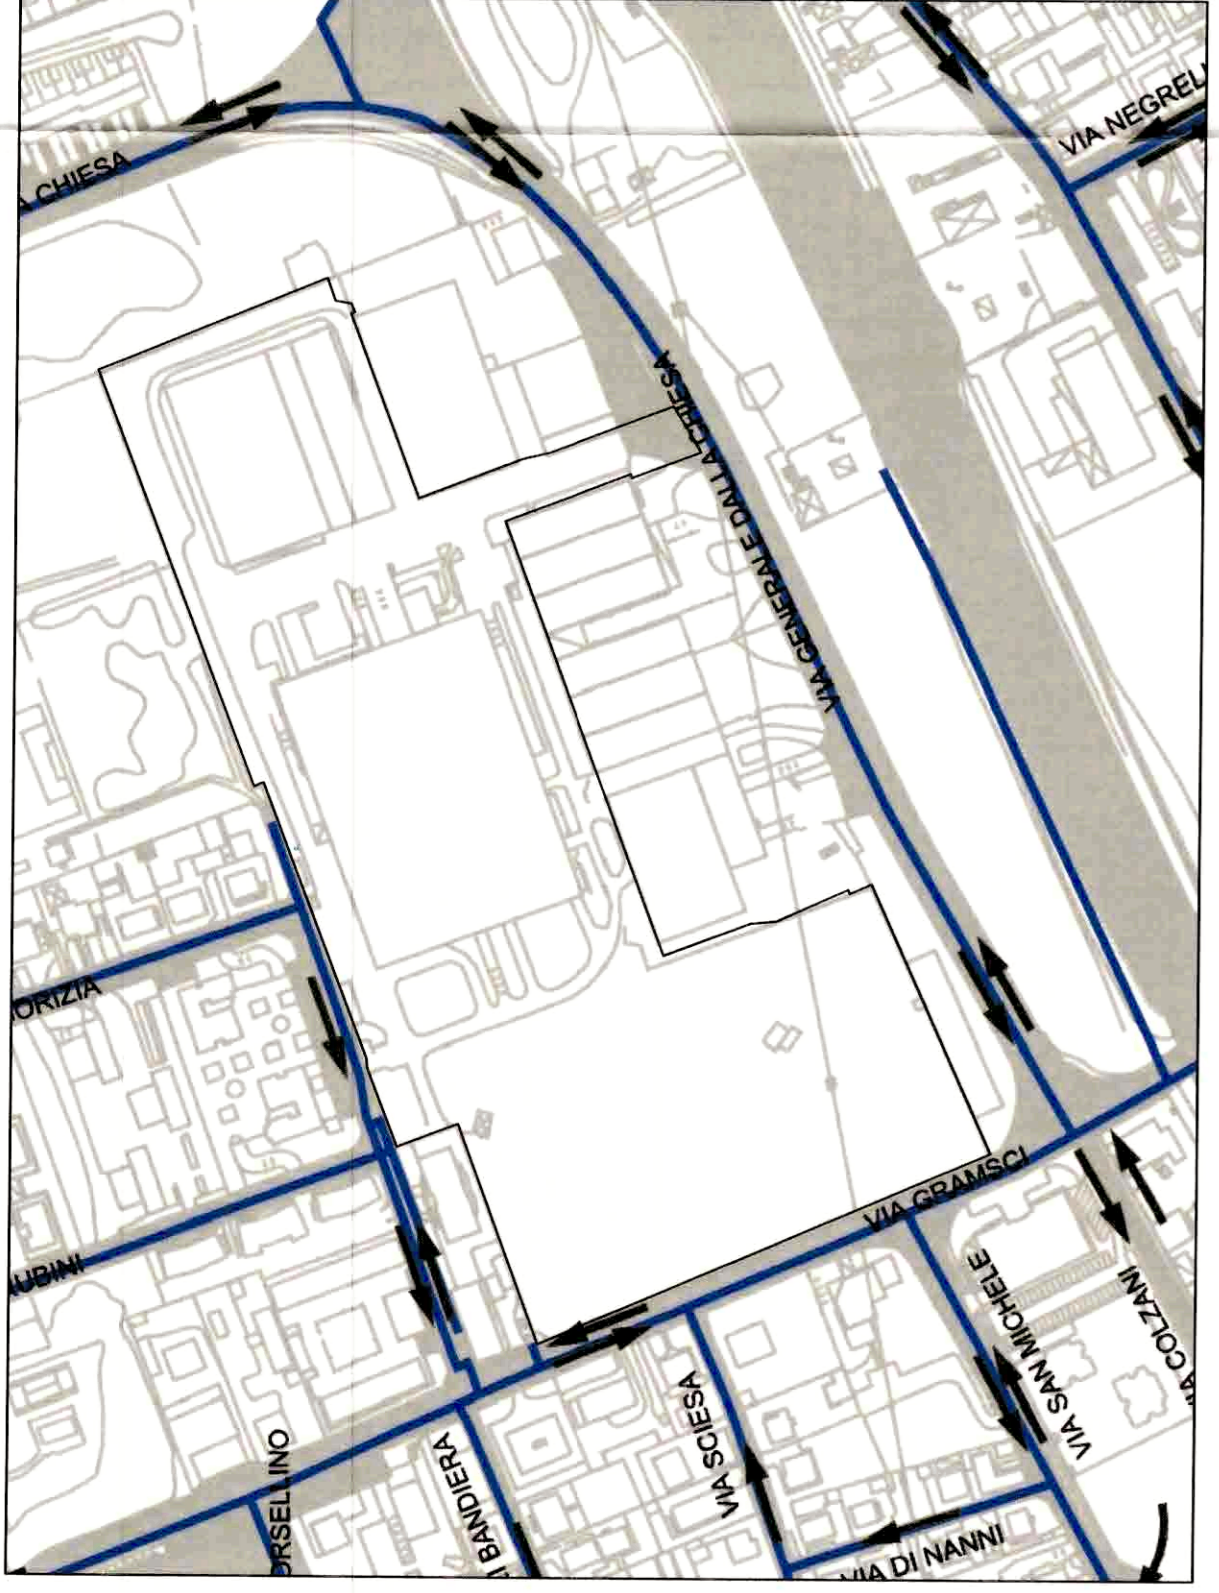 A CHIESA
VIA NEGREL
VIA GENERALE DALLA CHIESA
ORIZIA
UBINI
VIA GRAMSCI
VIA SAN MICHELE
VIA COLZANI
VIA SCIESA
I BANDIERA
ORSELLINO
VIA DI NANNI